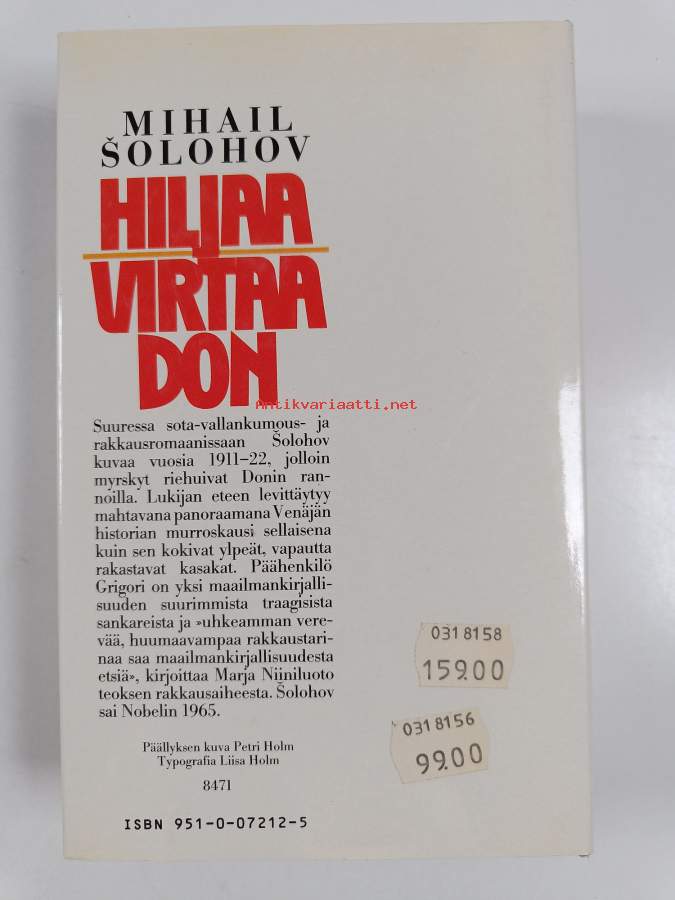 MIHAIL
ŠOLOHOV
HILJAA
VIRTAA
DON
Antikvariaatti.net
Suuressa sota-vallankumous- ja
rakkausromaanissaan Šolohov
kuvaa vuosia 1911–22, jolloin
myrskyt riehuivat Donin ran-
noilla. Lukijan eteen levittäytyy
mahtavana panoraamana Venäjän
historian murroskausi sellaisena
kuin sen kokivat ylpeät, vapautta
rakastavat kasakat. Päähenkilö
Grigori on yksi maailmankirjalli-
suuden suurimmista traagisista
sankareista ja »uhkeamman vere-
vää, huumaavampaa rakkaustari-
naa saa maailmankirjallisuudesta
etsiä», kirjoittaa Marja Niiniluoto
teoksen rakkausaiheesta. Šolohov
sai Nobelin 1965.
Päällyksen kuva Petri Holm
Typografia Liisa Holm
8471
ISBN 951-0-07212-5
0318158
159.00
0318156
99.00